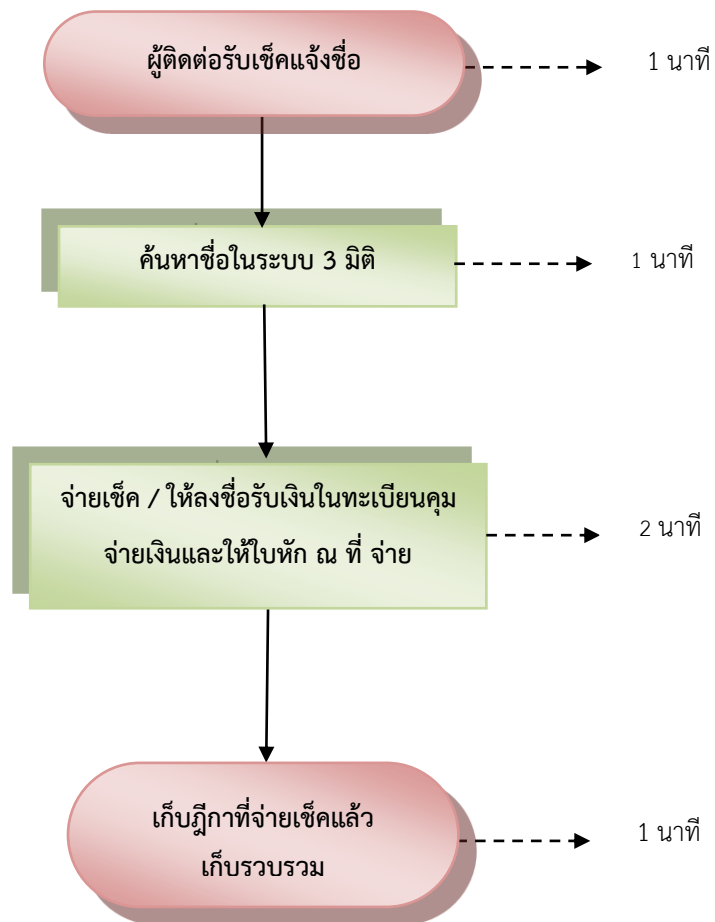 ผู้ติดต่อรับเช็คแจ้งชื่อ
1 นาที
ค้นหาชื่อในระบบ 3 มิติ
1 นาที
จ่ายเช็ค / ให้ลงชื่อรับเงินในทะเบียนคุม
จ่ายเงินและให้ใบหัก ณ ที่ จ่าย
2 นาที
เก็บฎีกาที่จ่ายเช็คแล้ว
เก็บรวบรวม
1 นาที